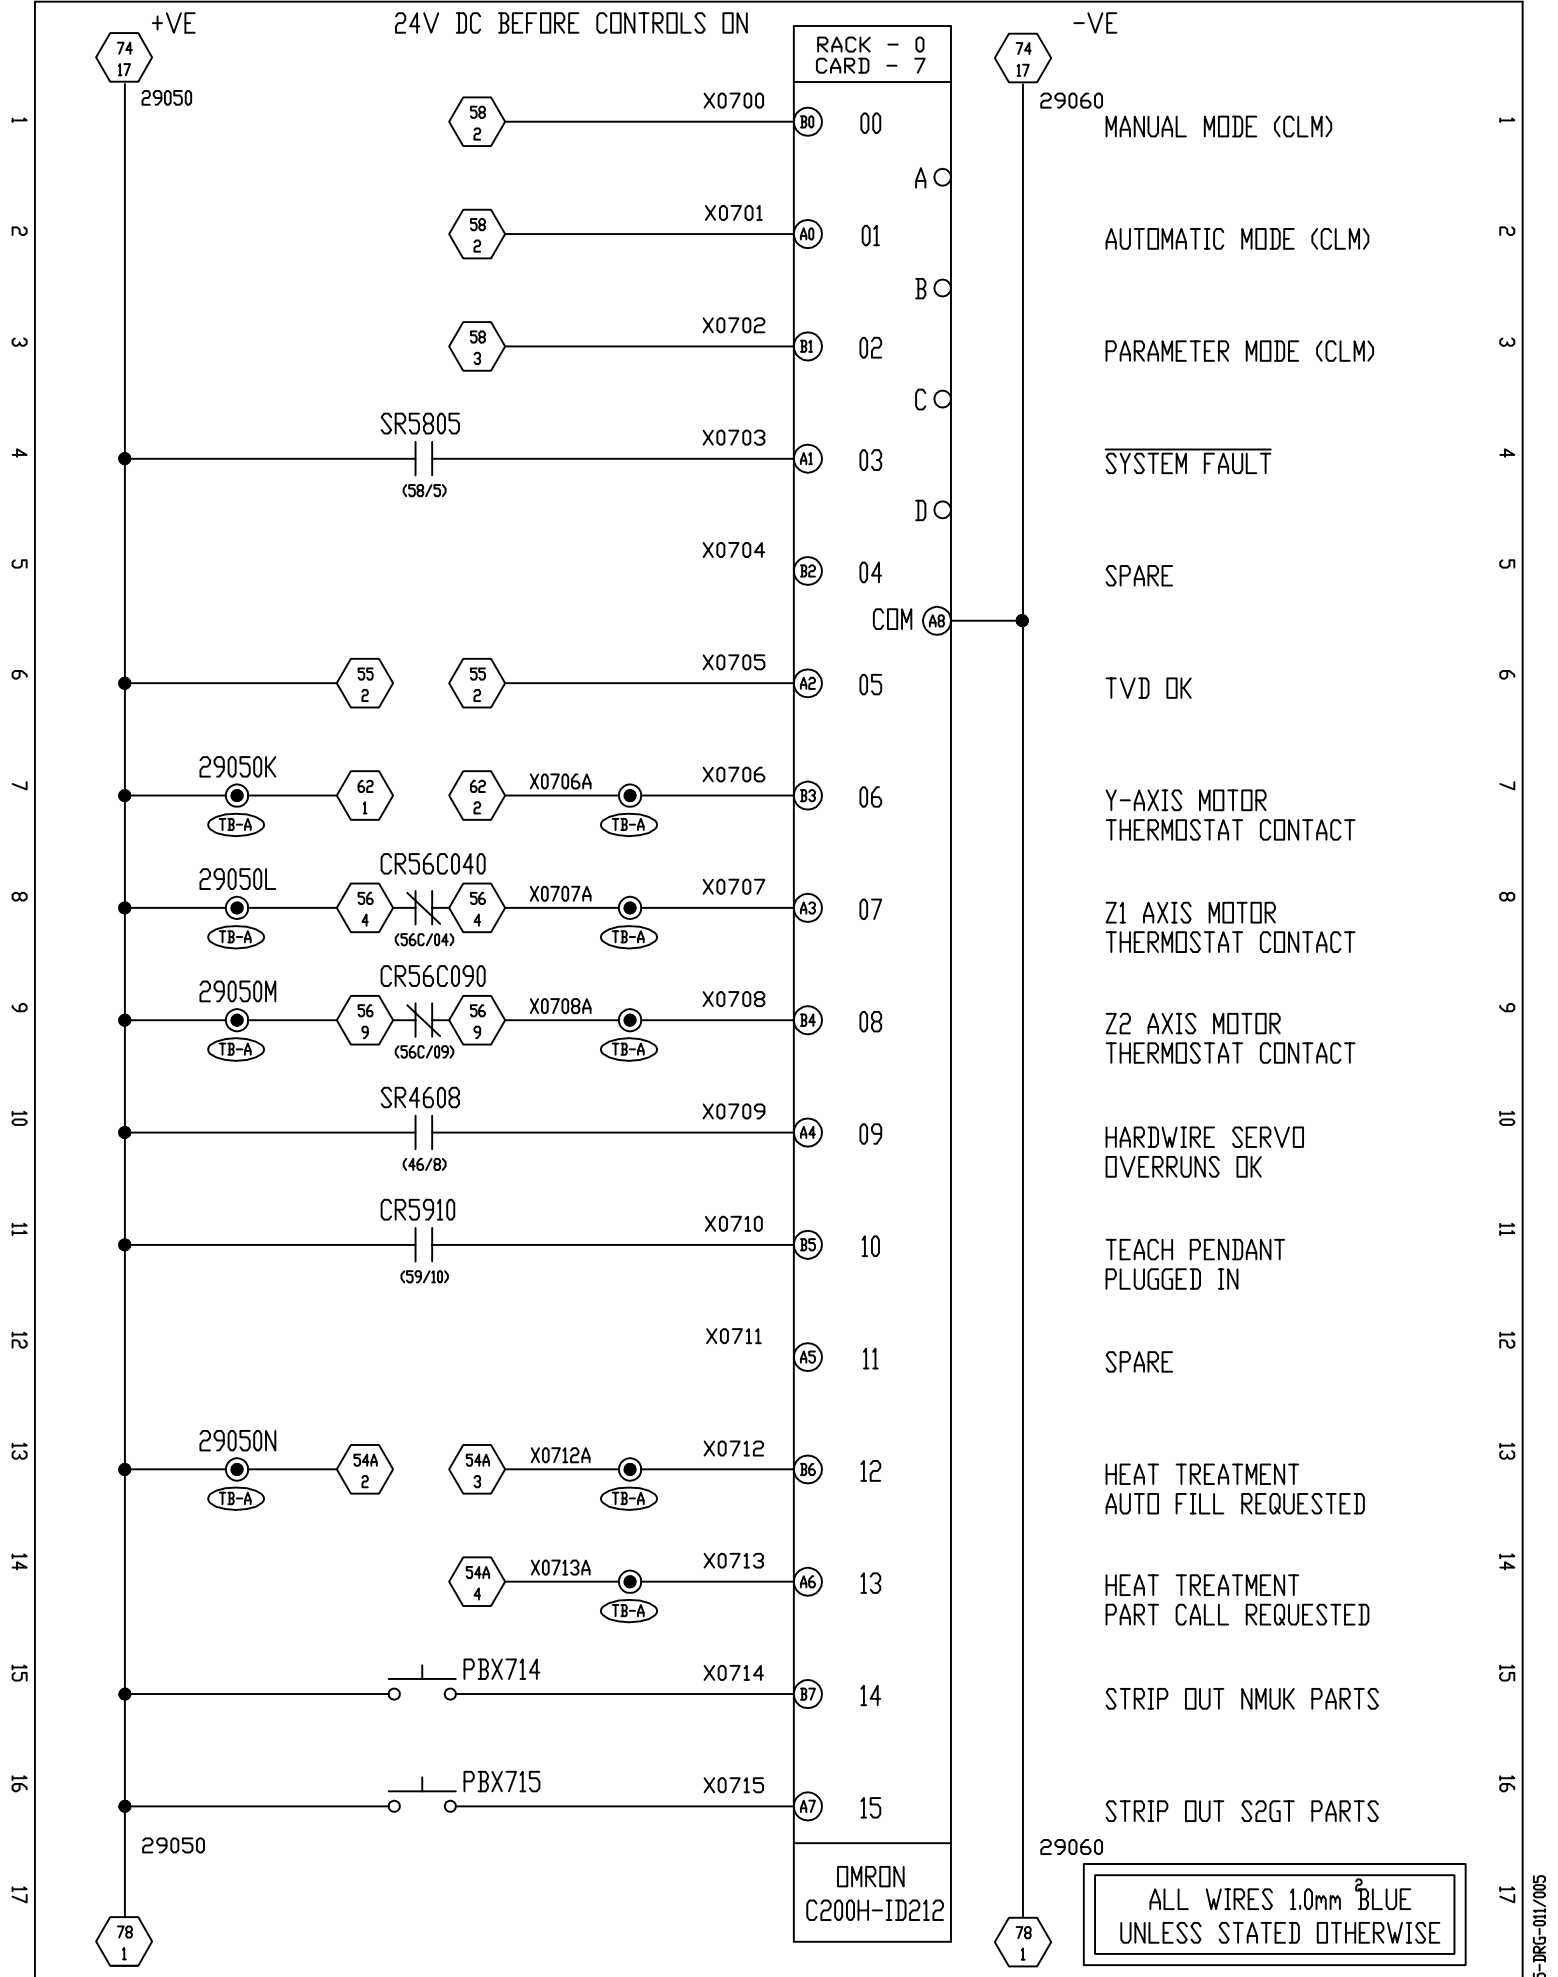 +VE 24V DC BEFORE CONTROLS ON -VE
74
17
RACK - 0
CARD - 7
74
17
29050 29060
1 58
2 X0700 B0 00 MANUAL MODE (CLM) 1
A
2 58
2 X0701 A0 01 AUTOMATIC MODE (CLM) 2
B
3 58
3 X0702 B1 02 PARAMETER MODE (CLM) 3
C
4 SR5805 (58/5) X0703 A1 03 SYSTEM FAULT 4
D
5 X0704 B2 04 SPARE 5
COM A8
6 55
2 55
2 X0705 A2 05 TVD OK 6
7 29050K TB-A 62
1 62
2 X0706A TB-A X0706 B3 06 Y-AXIS MOTOR
THERMOSTAT CONTACT 7
8 29050L TB-A 56
4 CR56C040 (56C/04) 56
4 X0707A TB-A X0707 A3 07 Z1 AXIS MOTOR
THERMOSTAT CONTACT 8
9 29050M TB-A 56
9 CR56C090 (56C/09) 56
9 X0708A TB-A X0708 B4 08 Z2 AXIS MOTOR
THERMOSTAT CONTACT 9
10 SR4608 (46/8) X0709 A4 09 HARDWIRE SERVO
OVERRUNS OK 10
11 CR5910 (59/10) X0710 B5 10 TEACH PENDANT
PLUGGED IN 11
12 X0711 A5 11 SPARE 12
13 29050N TB-A 54A
2 54A
3 X0712A TB-A X0712 B6 12 HEAT TREATMENT
AUTO FILL REQUESTED 13
14 54A
4 X0713A TB-A X0713 A6 13 HEAT TREATMENT
PART CALL REQUESTED 14
15 PBX714 X0714 B7 14 STRIP OUT NMUK PARTS 15
16 PBX715 X0715 A7 15 STRIP OUT S2GT PARTS 16
29050 29060
17 OMRON
C200H-ID212 17
78
1
78
1
ALL WIRES 1.0mm² BLUE
UNLESS STATED OTHERWISE
-DRG-101/005